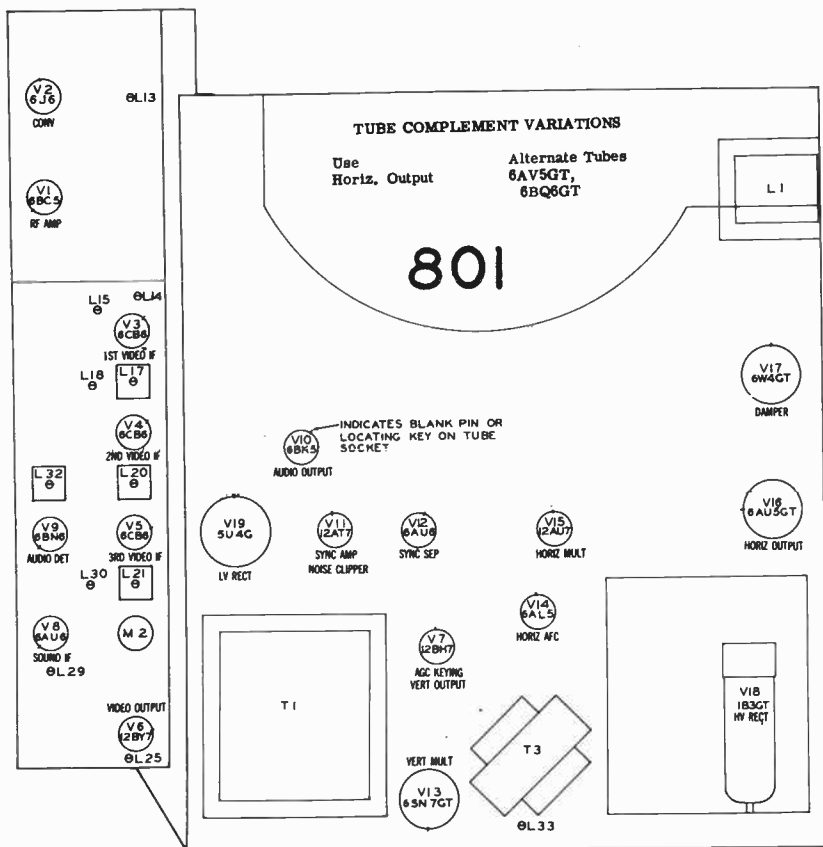 V2
6J6
CONV
ΘL13
V1
6BC5
RF AMP
TUBE COMPLEMENT VARIATIONS
Use Alternate Tubes
Horiz. Output 6AV5GT,
6BQ6GT
L1
801
L15
ΘL14
V3
6CB6
1ST VIDEO IF
L18
L17
V4
6CB6
2ND VIDEO IF
L32
L20
V9
6BN6
AUDIO DET
V5
6CB6
3RD VIDEO IF
L30
L21
V8
6AU6
SOUND IF
M2
ΘL29
VIDEO OUTPUT
V6
12BY7
ΘL25
INDICATES BLANK PIN OR
LOCATING KEY ON TUBE
SOCKET
V10
6BK5
AUDIO OUTPUT
V17
6W4GT
DAMPER
V19
5U4G
LV RECT
V11
12AT7
SYNC AMP
NOISE CLIPPER
V12
6AU6
SYNC SEP
V15
12AU7
HORIZ MULT
V16
6AU5GT
HORIZ OUTPUT
V14
6AL5
HORIZ AFC
V7
12BH7
AGC KEYING
VERT OUTPUT
T1
T3
V18
1B3GT
HV RECT
VERT MULT
V13
6SN7GT
ΘL33